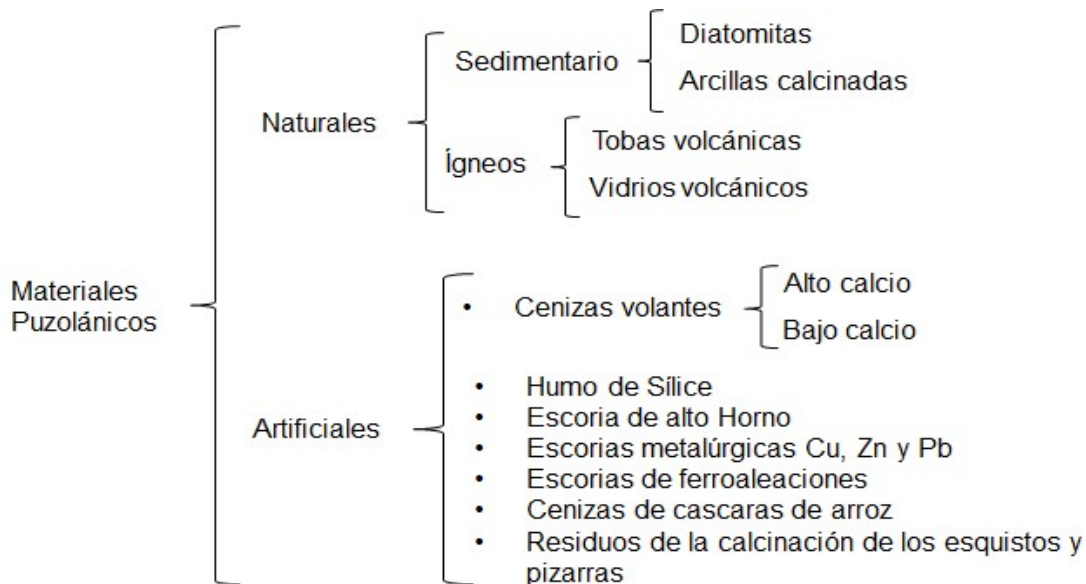 Materiales
Puzolánicos
Naturales
Sedimentario
Diatomitas
Arcillas calcinadas
Ígneos
Tobas volcánicas
Vidrios volcánicos
Artificiales
• Cenizas volantes
Alto calcio
Bajo calcio
• Humo de Sílice
• Escoria de alto Horno
• Escorias metalúrgicas Cu, Zn y Pb
• Escorias de ferroaleaciones
• Cenizas de cascaras de arroz
• Residuos de la calcinación de los esquistos y
pizarras